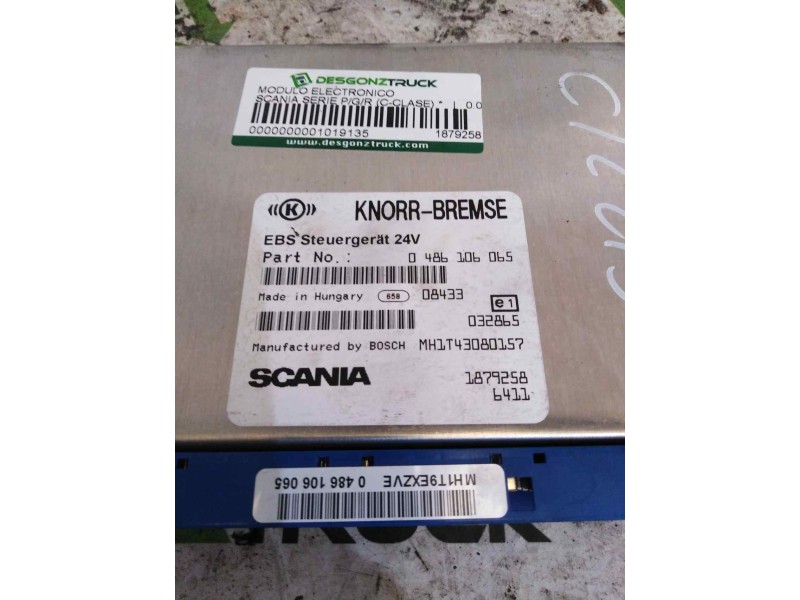 DESGONZTRUCK
MODULO ELECTRONICO
SCANIA SERIE P/G/R (C-CLASE) * | 0.0
0000000001019135 1879258
www.desgonztruck.com
K KNORR-BREMSE
EBS Steuergerät 24V
Part No.: 0 486 106 065
Made in Hungary 658 08433 e1
032865
Manufactured by BOSCH MH1T43080157
SCANIA 1879258
6411
MH1T9EXZVE 0 486 106 065